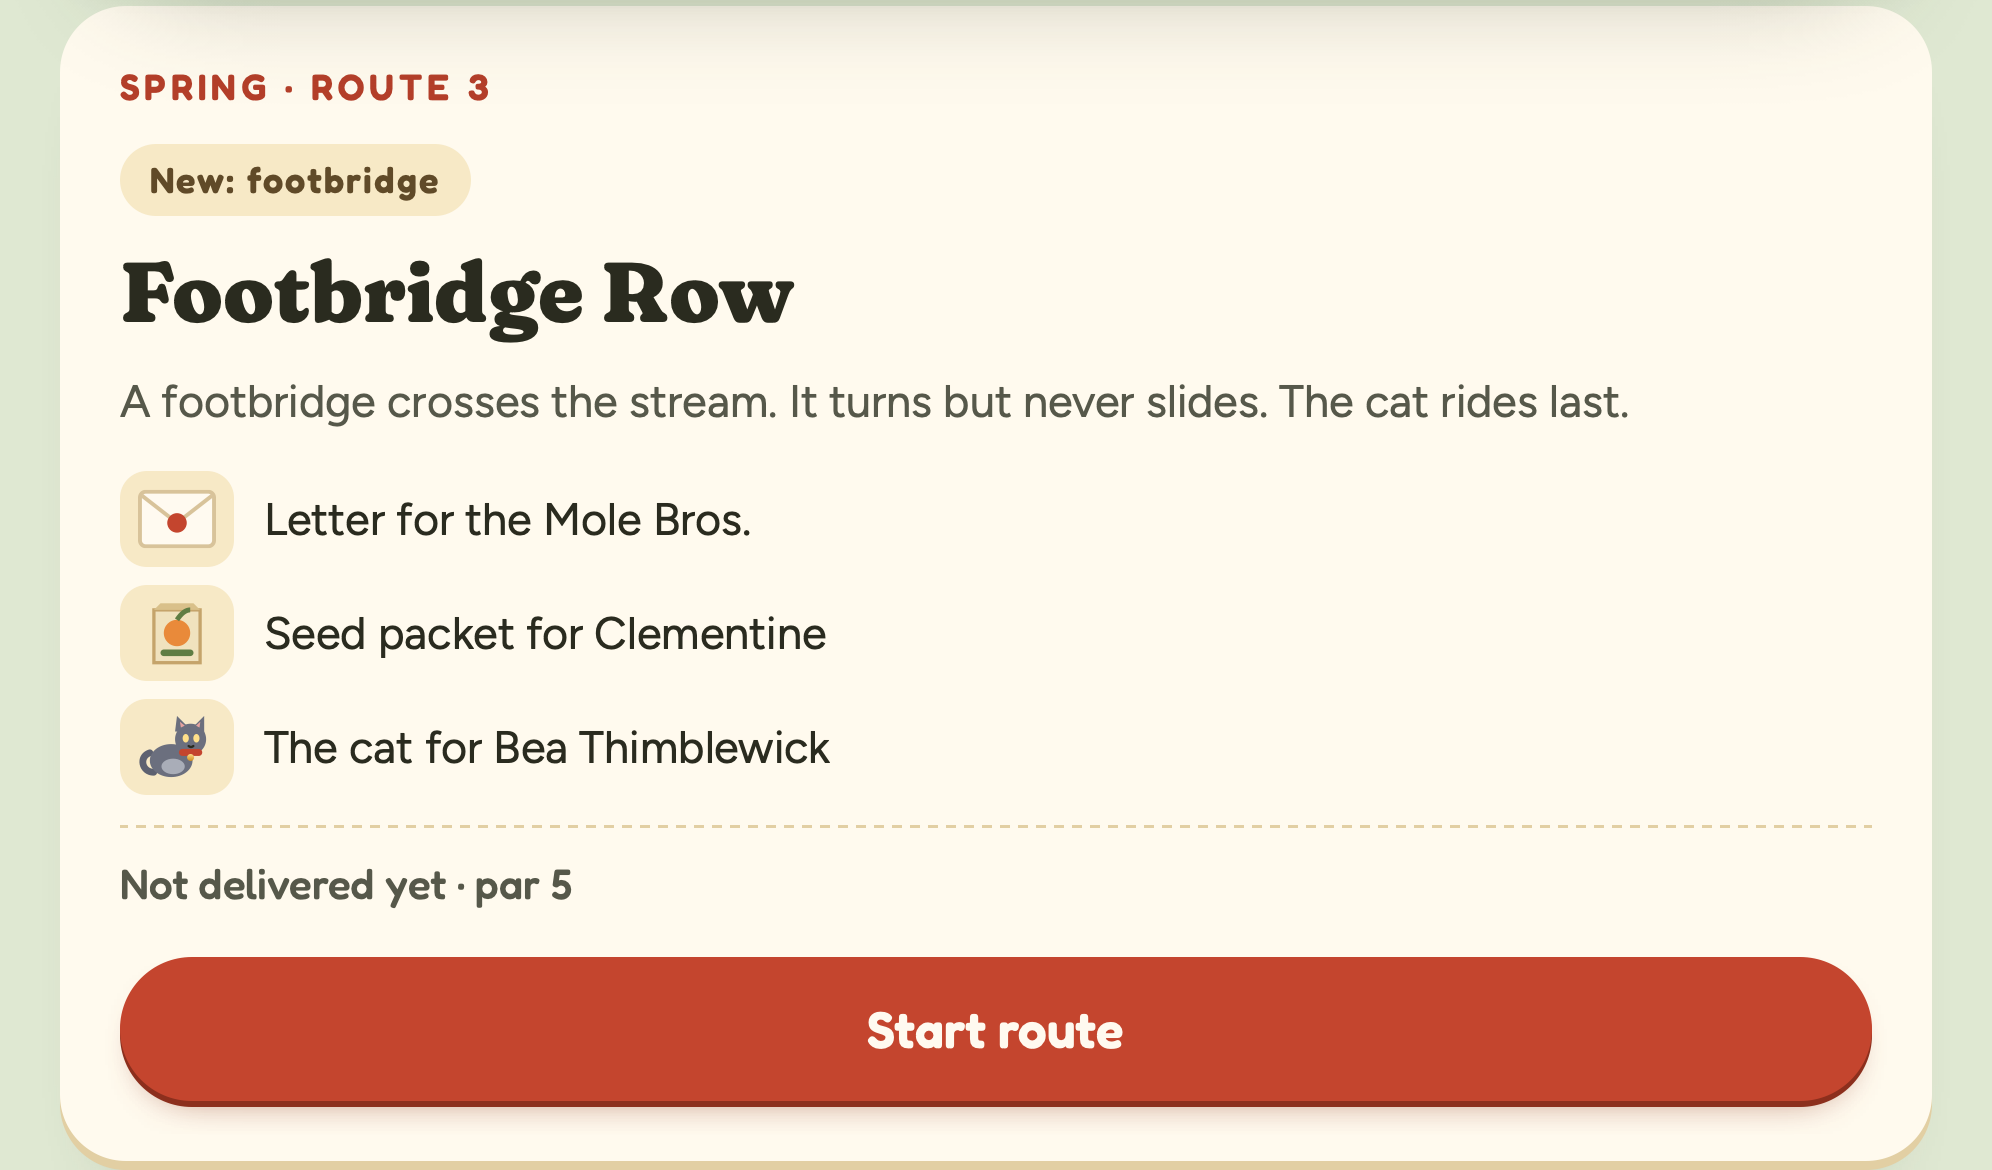 SPRING · ROUTE 3
New: footbridge
Footbridge Row
A footbridge crosses the stream. It turns but never slides. The cat rides last.
Letter for the Mole Bros.
Seed packet for Clementine
The cat for Bea Thimblewick
Not delivered yet · par 5
Start route